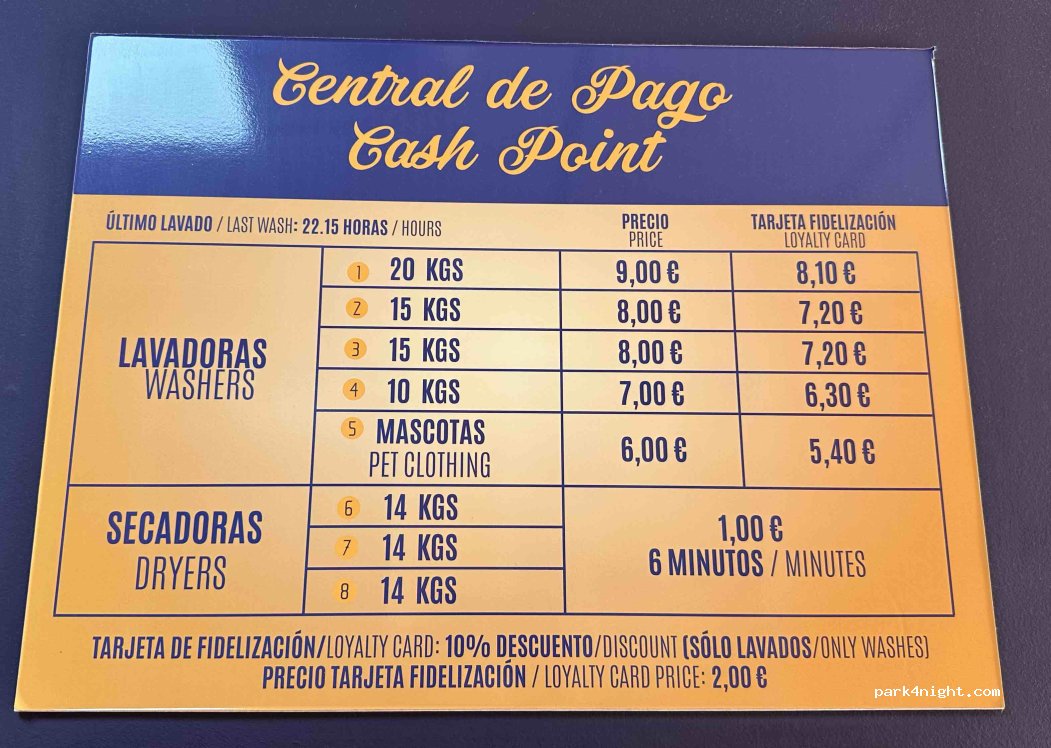 Central de Pago
Cash Point
ÚLTIMO LAVADO / LAST WASH: 22.15 HORAS / HOURS
PRECIO
PRICE
TARJETA FIDELIZACIÓN
LOYALTY CARD
LAVADORAS
WASHERS
1 20 KGS 9,00 € 8,10 €
2 15 KGS 8,00 € 7,20 €
3 15 KGS 8,00 € 7,20 €
4 10 KGS 7,00 € 6,30 €
5 MASCOTAS
PET CLOTHING
6,00 € 5,40 €
SECADORAS
DRYERS
6 14 KGS
7 14 KGS
8 14 KGS
1,00 €
6 MINUTOS / MINUTES
TARJETA DE FIDELIZACIÓN/LOYALTY CARD: 10% DESCUENTO/DISCOUNT (SÓLO LAVADOS/ONLY WASHES)
PRECIO TARJETA FIDELIZACIÓN / LOYALTY CARD PRICE: 2,00 €
park4night.com